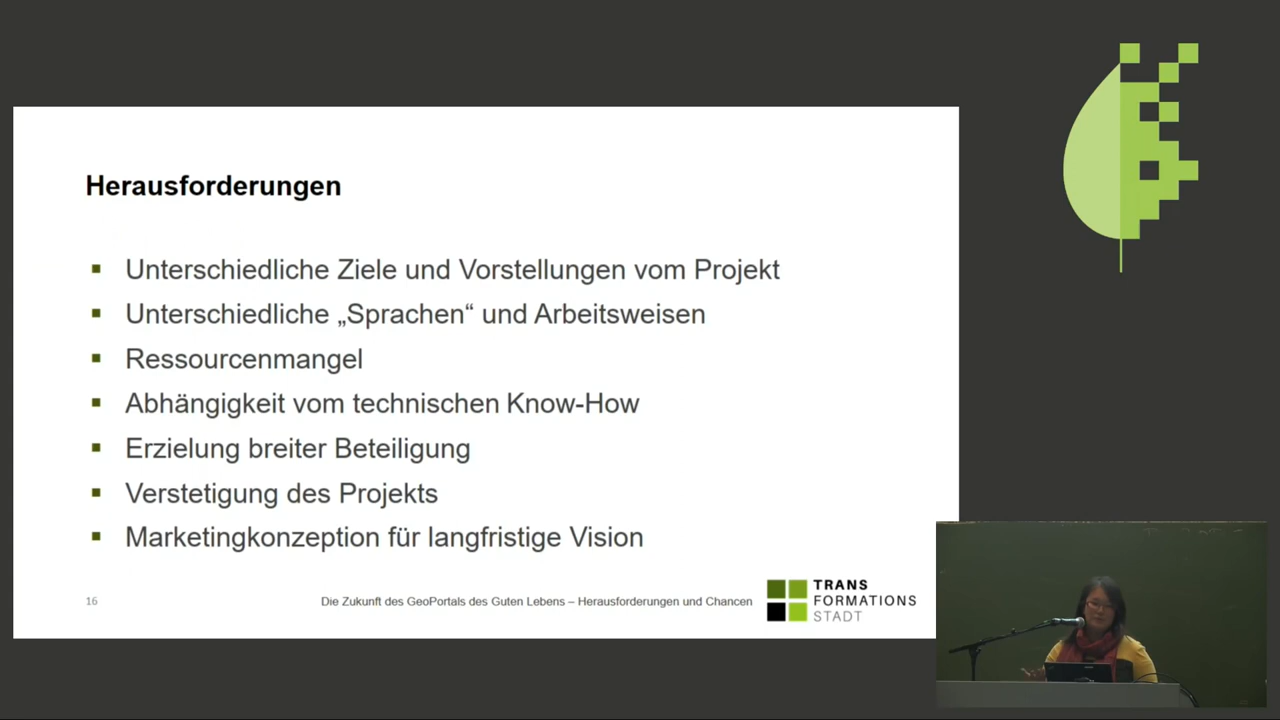 Herausforderungen
Unterschiedliche Ziele und Vorstellungen vom Projekt
Unterschiedliche „Sprachen“ und Arbeitsweisen
Ressourcenmangel
Abhängigkeit vom technischen Know-How
Erzielung breiter Beteiligung
Verstetigung des Projekts
Marketingkonzeption für langfristige Vision
16
Die Zukunft des GeoPortals des Guten Lebens – Herausforderungen und Chancen
TRANS
FORMATIONS
STADT